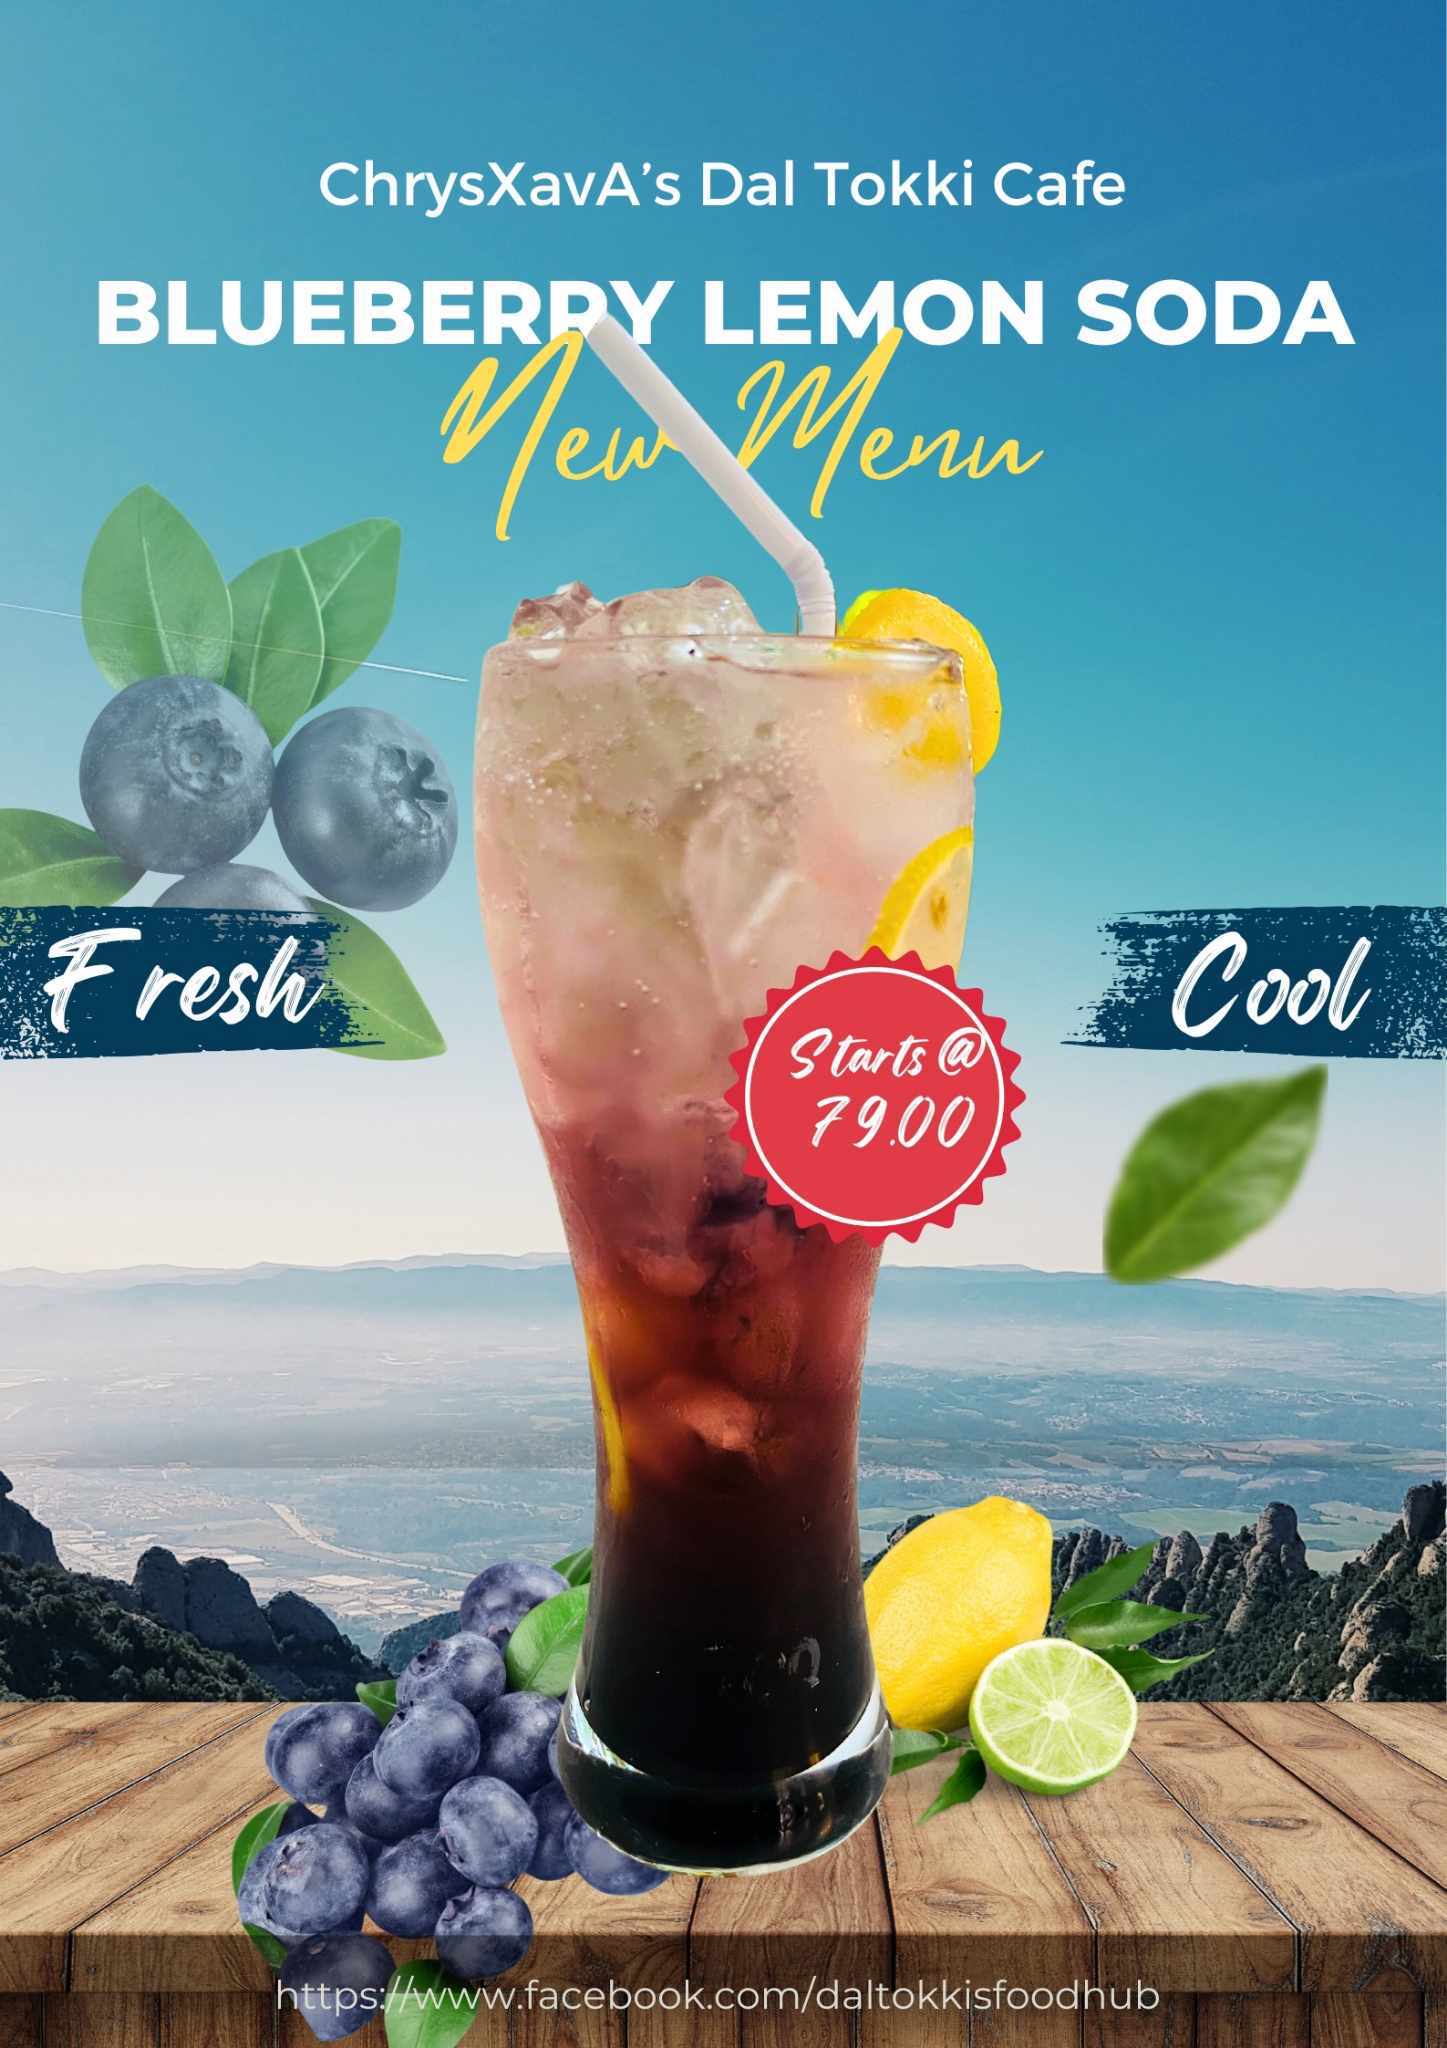 ChrysXavA’s Dal Tokki Cafe
BLUEBERRY LEMON SODA
New Menu
Fresh
Cool
Starts @
79.00
https://www.facebook.com/daltokkisfoodhub